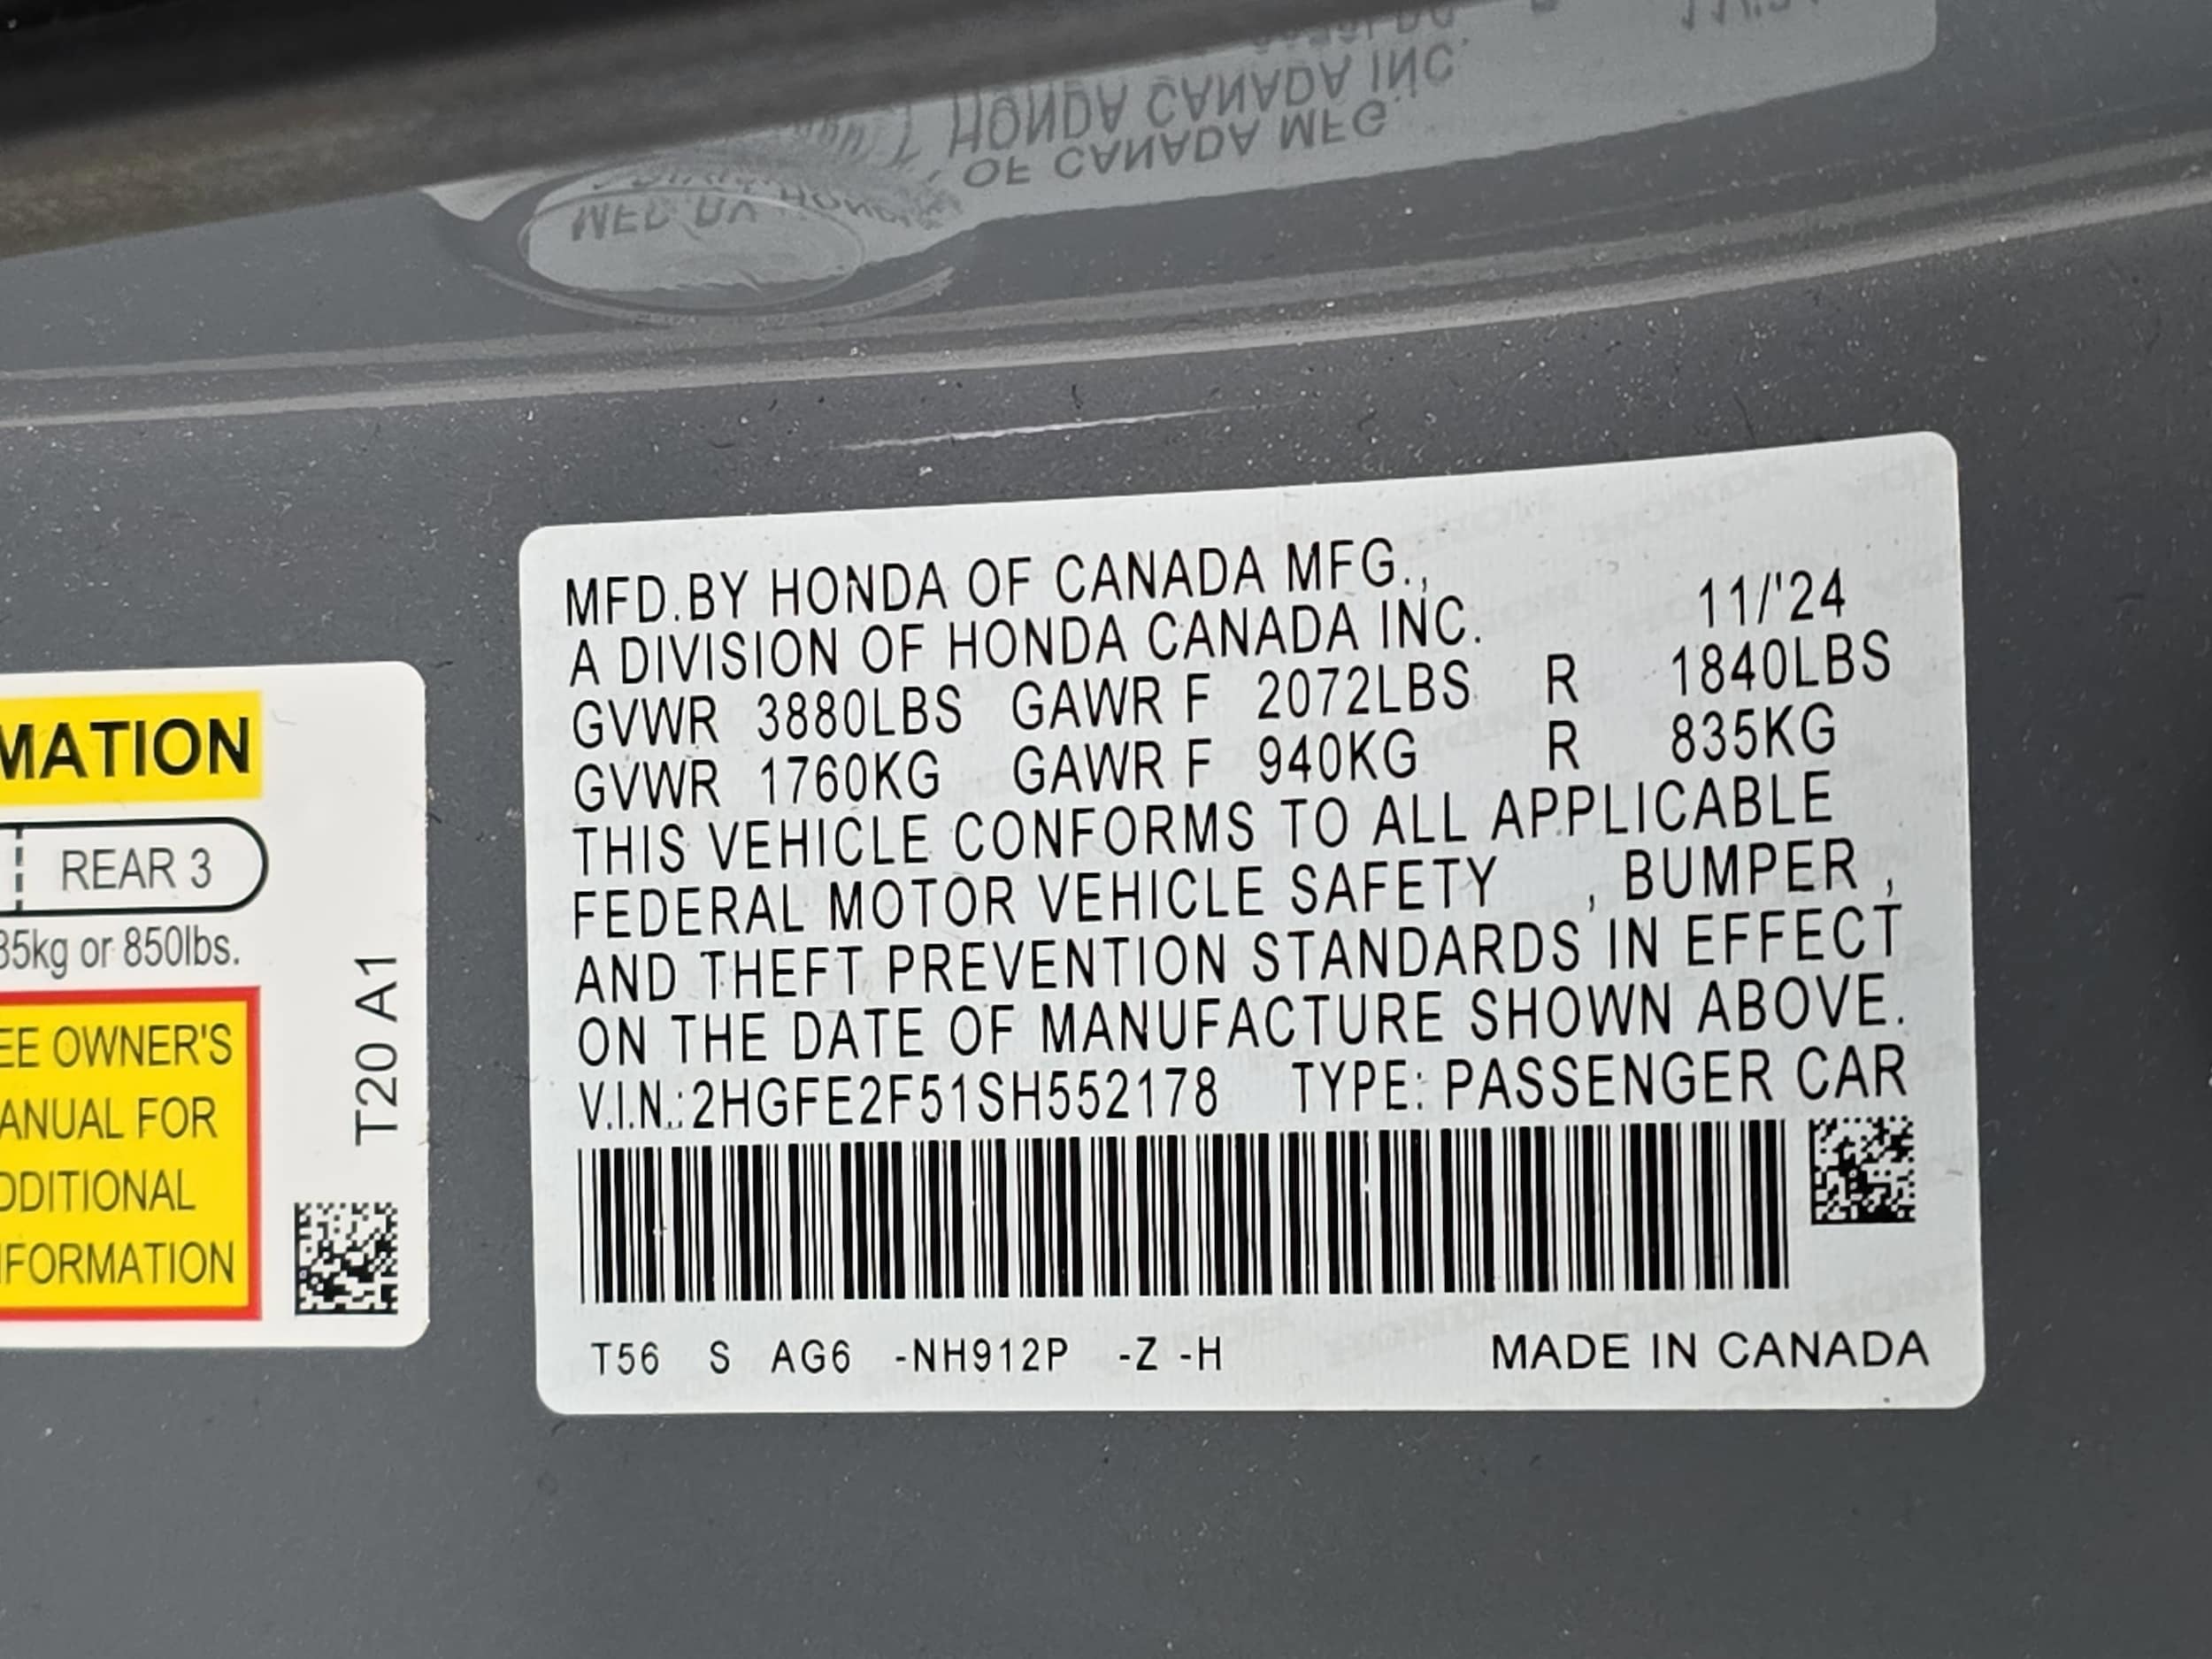 MFD.BY HONDA OF CANADA MFG.,
A DIVISION OF HONDA CANADA INC. 11/'24
GVWR 3880LBS GAWR F 2072LBS R 1840LBS
GVWR 1760KG GAWR F 940KG R 835KG
THIS VEHICLE CONFORMS TO ALL APPLICABLE
FEDERAL MOTOR VEHICLE SAFETY , BUMPER ,
AND THEFT PREVENTION STANDARDS IN EFFECT
ON THE DATE OF MANUFACTURE SHOWN ABOVE.
V.I.N.:2HGFE2F51SH552178 TYPE: PASSENGER CAR
T56 S AG6 -NH912P -Z -H MADE IN CANADA
MATION
REAR 3
85kg or 850lbs.
EE OWNER'S
ANUAL FOR
DDITIONAL
NFORMATION
T20 A1
HONDA CANADA INC.
OF CANADA MFG.